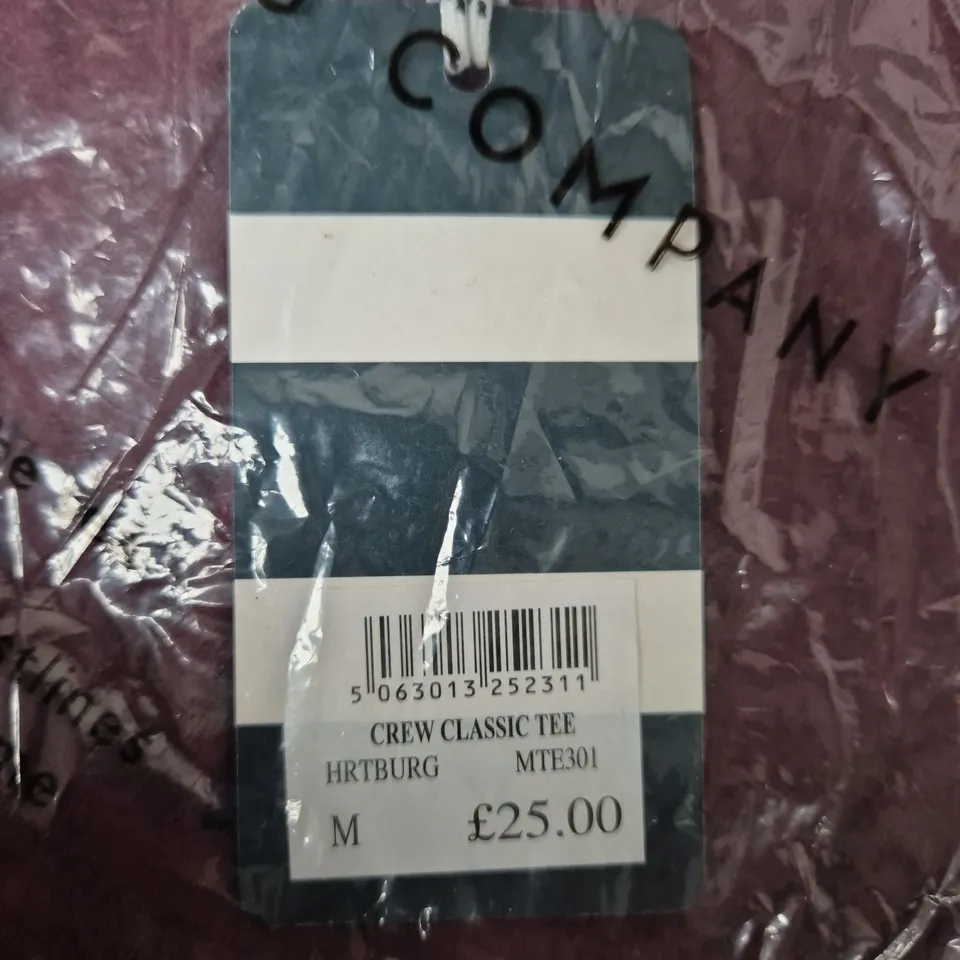 COMPANY
5 063013 252311
CREW CLASSIC TEE
HRTBURG MTE301
M £25.00